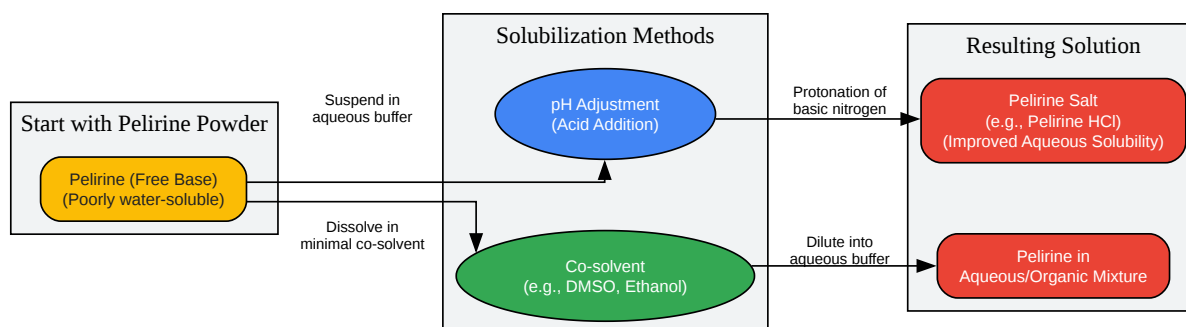 Start with Pelirine Powder
Pelirine (Free Base)
(Poorly water-soluble)
Suspend in
aqueous buffer
Dissolve in
minimal co-solvent
Solubilization Methods
pH Adjustment
(Acid Addition)
Co-solvent
(e.g., DMSO, Ethanol)
Protonation of
basic nitrogen
Dilute into
aqueous buffer
Resulting Solution
Pelirine Salt
(e.g., Pelirine HCl)
(Improved Aqueous Solubility)
Pelirine in
Aqueous/Organic Mixture